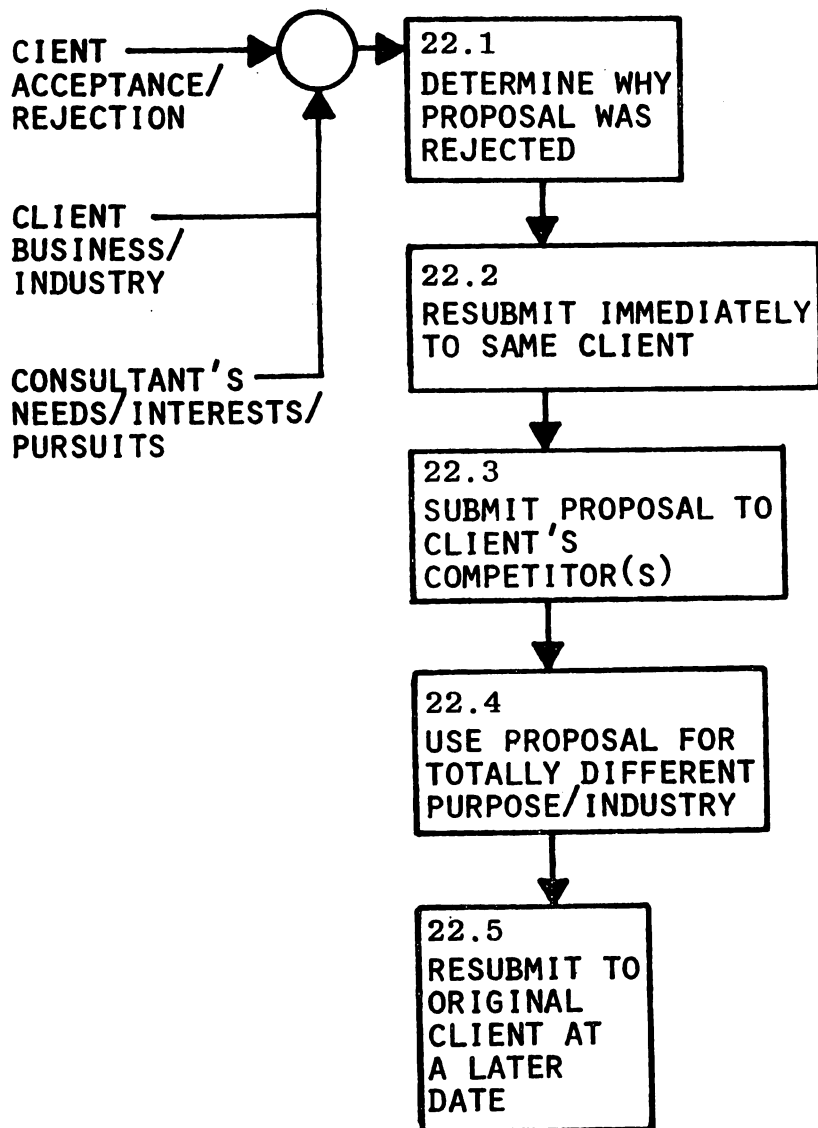 CIENT
ACCEPTANCE/
REJECTION
CLIENT
BUSINESS/
INDUSTRY
CONSULTANT'S
NEEDS/INTERESTS/
PURSUITS
22.1
DETERMINE WHY
PROPOSAL WAS
REJECTED
22.2
RESUBMIT IMMEDIATELY
TO SAME CLIENT
22.3
SUBMIT PROPOSAL TO
CLIENT'S
COMPETITOR(S)
22.4
USE PROPOSAL FOR
TOTALLY DIFFERENT
PURPOSE/INDUSTRY
22.5
RESUBMIT TO
ORIGINAL
CLIENT AT
A LATER
DATE